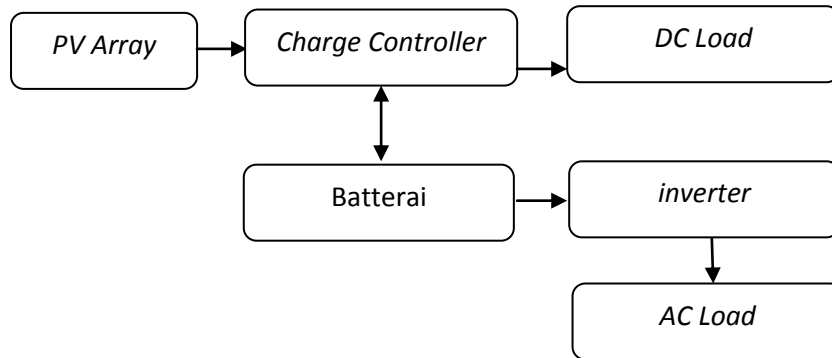 PV Array
Charge Controller
DC Load
Batterai
inverter
AC Load